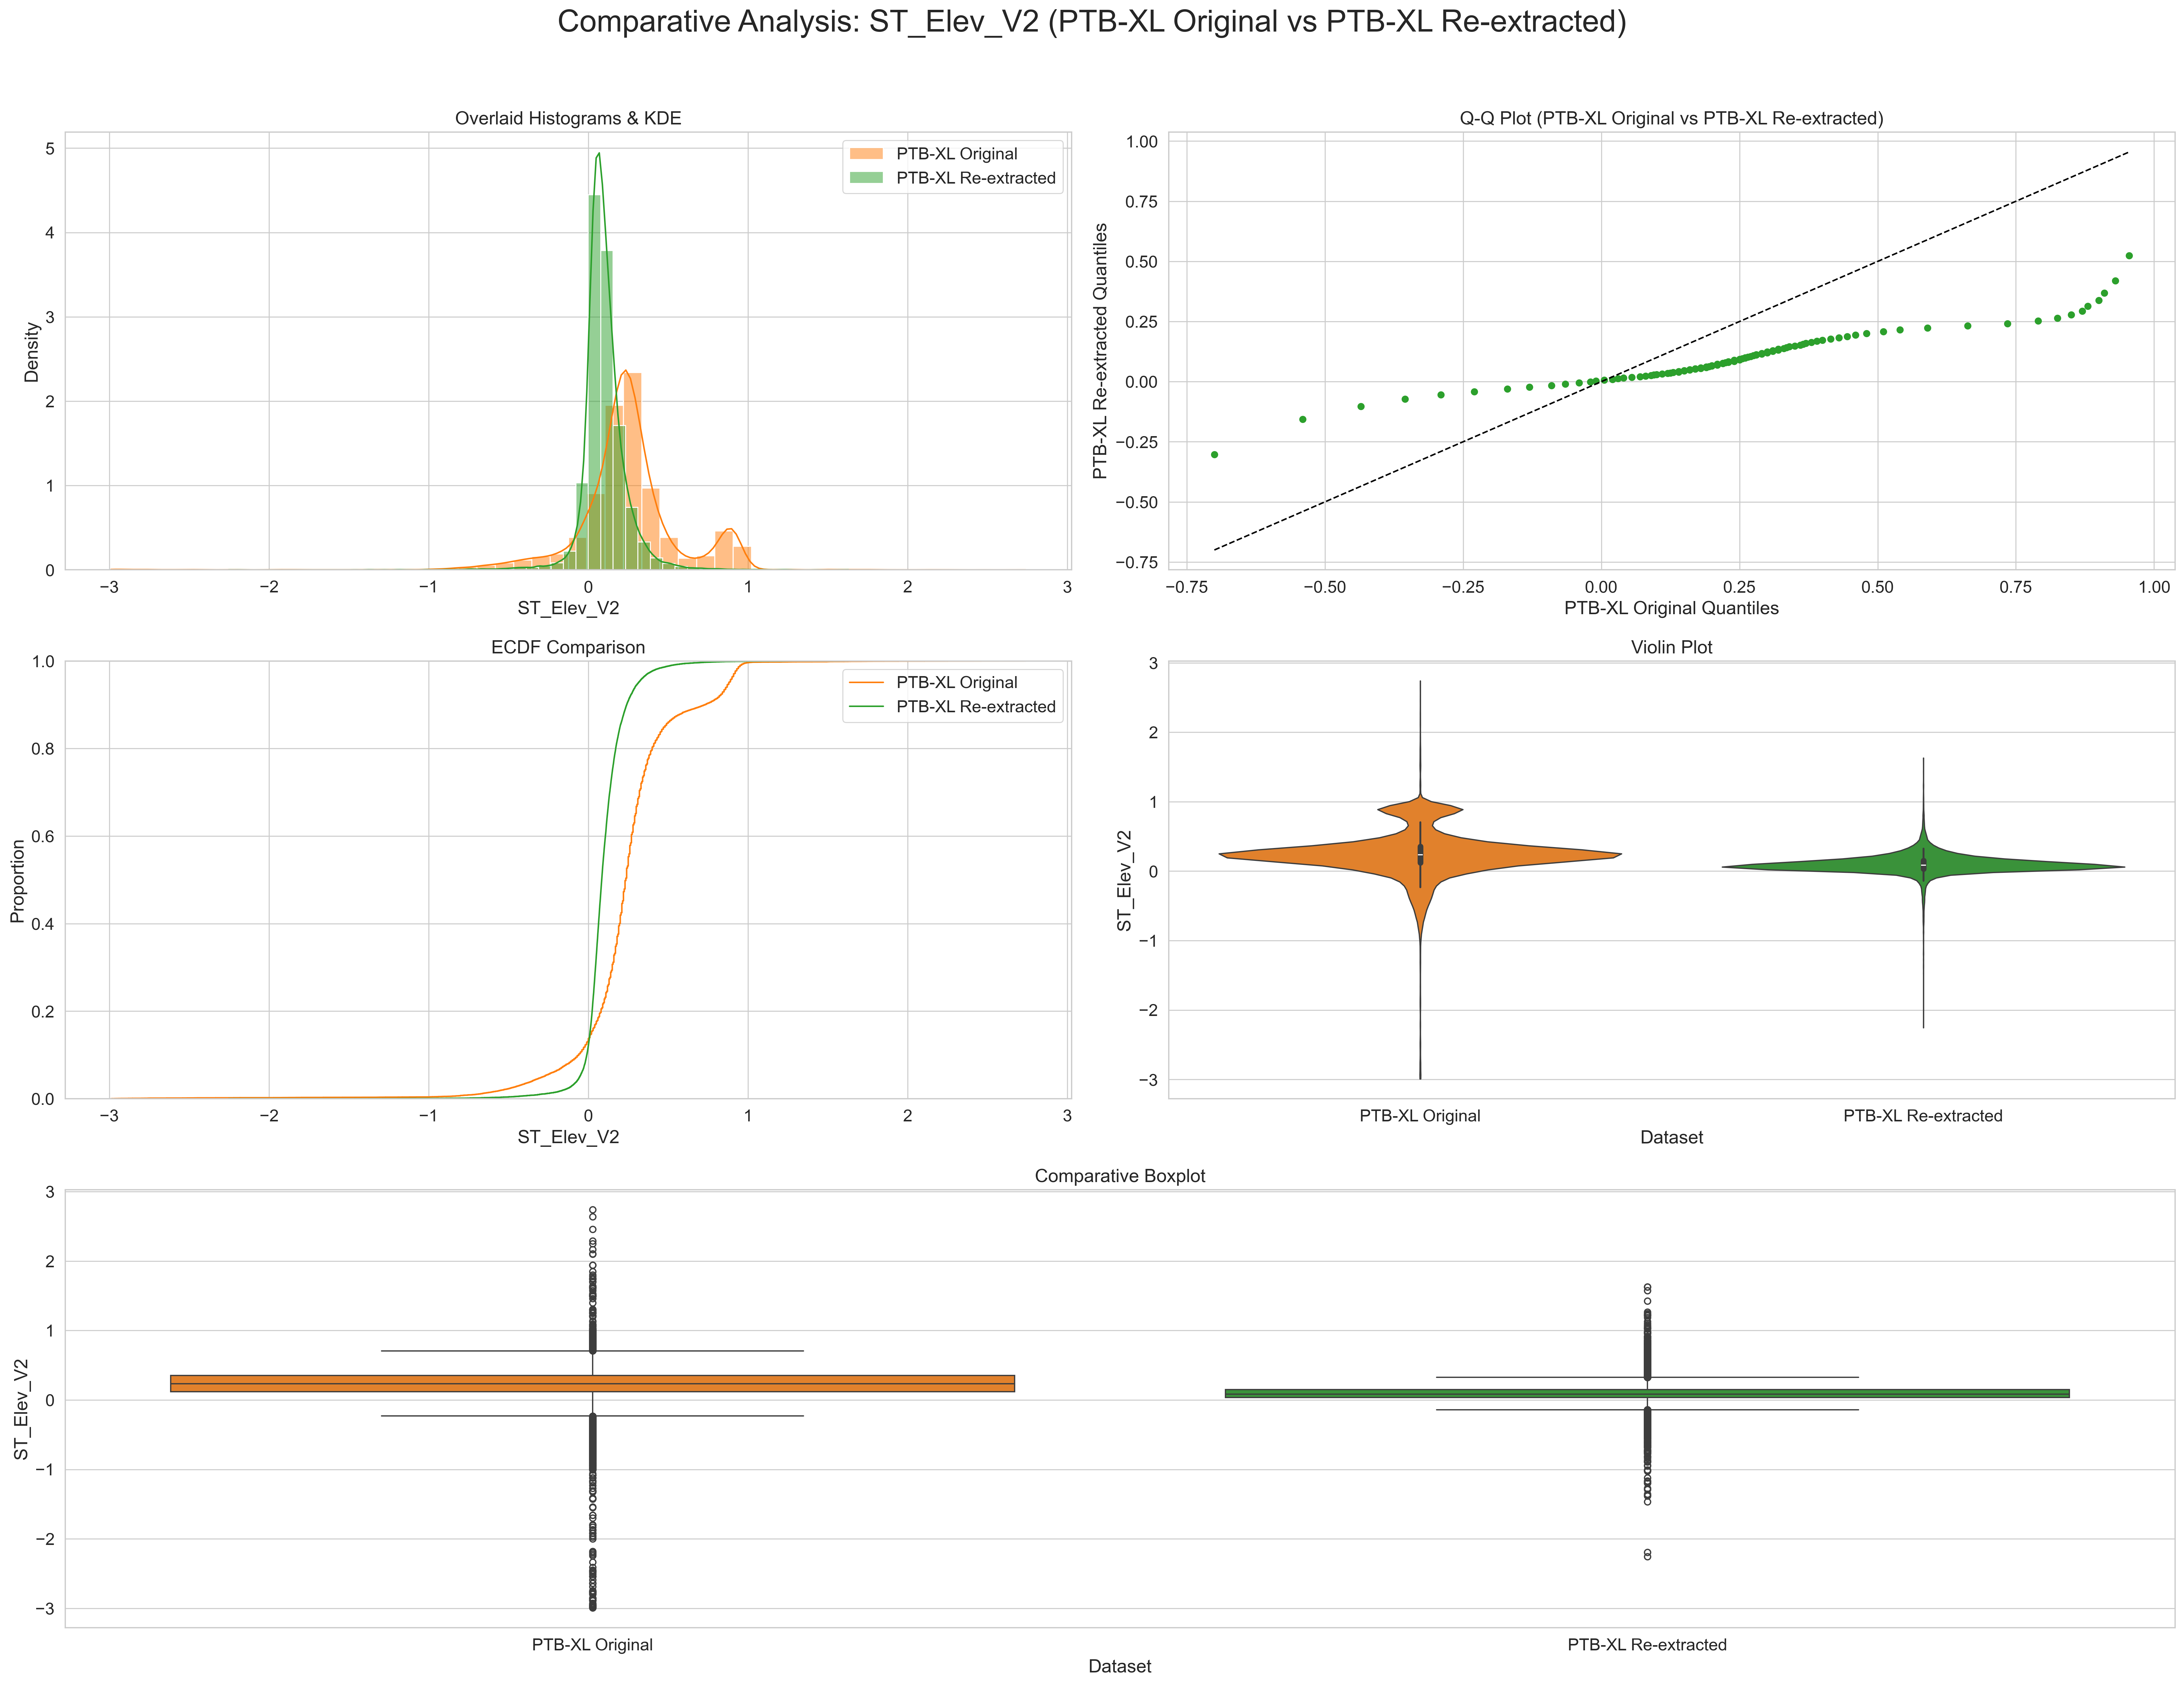 Comparative Analysis: ST_Elev_V2 (PTB-XL Original vs PTB-XL Re-extracted)
Overlaid Histograms & KDE
PTB-XL Original
PTB-XL Re-extracted
Density
5
4
3
2
1
0
−3
−2
−1
0
1
2
3
ST_Elev_V2
Q-Q Plot (PTB-XL Original vs PTB-XL Re-extracted)
PTB-XL Re-extracted Quantiles
1.00
0.75
0.50
0.25
0.00
−0.25
−0.50
−0.75
−0.75
−0.50
−0.25
0.00
0.25
0.50
0.75
1.00
PTB-XL Original Quantiles
ECDF Comparison
PTB-XL Original
PTB-XL Re-extracted
Proportion
1.0
0.8
0.6
0.4
0.2
0.0
−3
−2
−1
0
1
2
3
ST_Elev_V2
Violin Plot
ST_Elev_V2
3
2
1
0
−1
−2
−3
PTB-XL Original
PTB-XL Re-extracted
Dataset
Comparative Boxplot
ST_Elev_V2
3
2
1
0
−1
−2
−3
PTB-XL Original
PTB-XL Re-extracted
Dataset